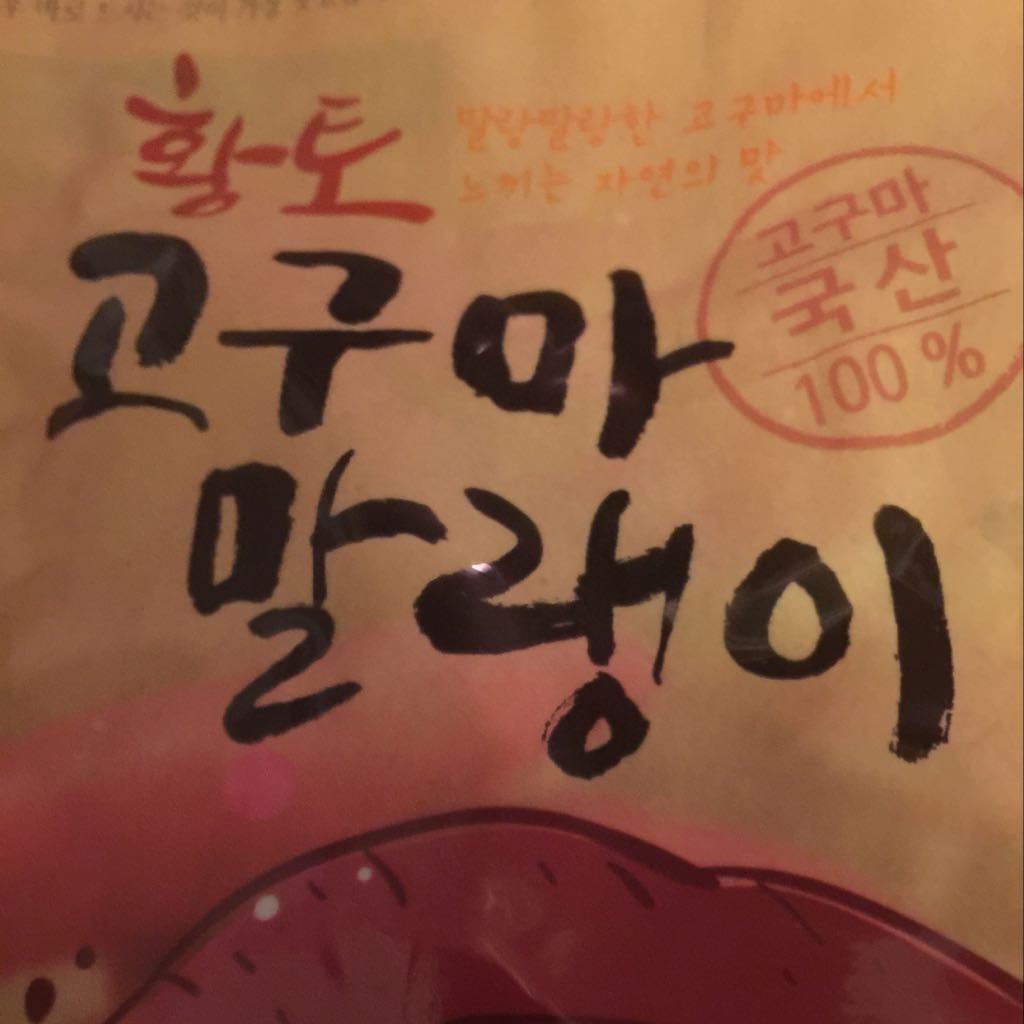 황토
말랑말랑한 고구마에서
느끼는 자연의 맛
고구마
국산
100%
고구마
말랭이